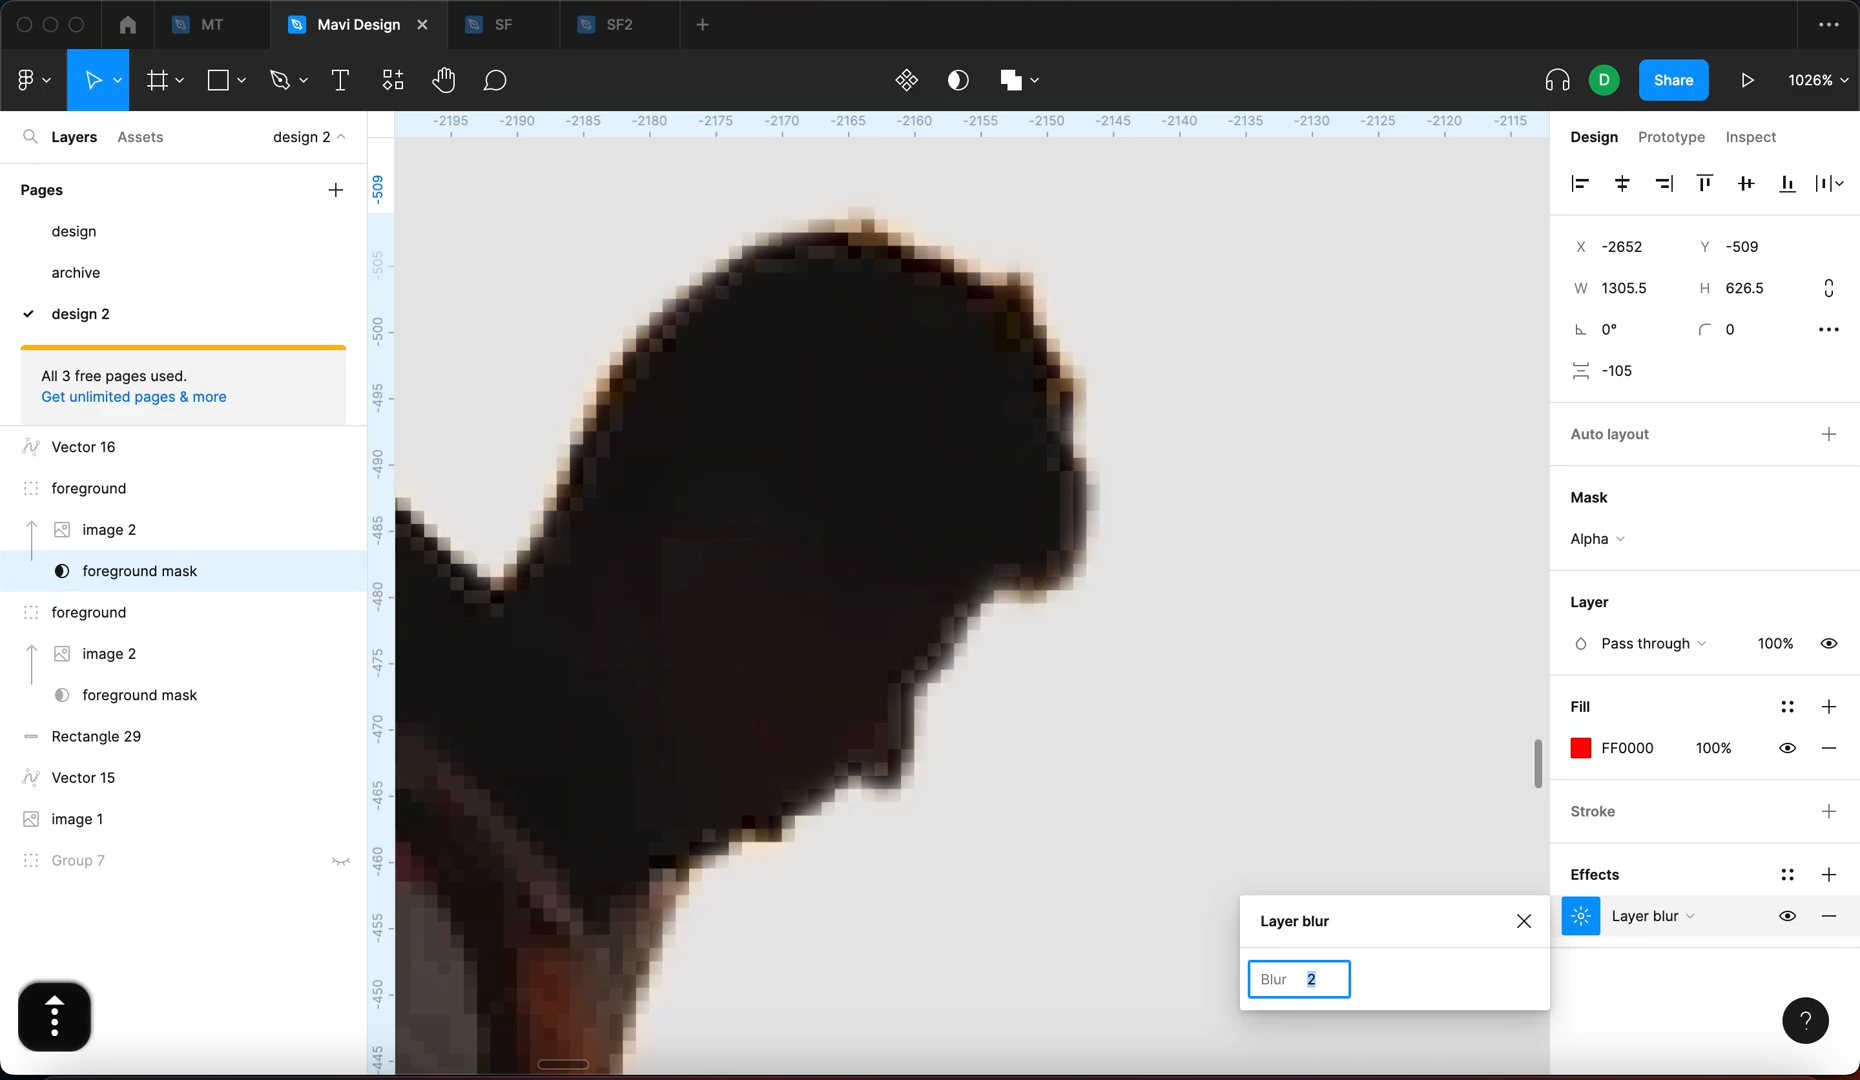 MT
Mavi Design
SF
SF2
D
Share
1026%
Layers
Assets
design 2
Pages
design
archive
design 2
All 3 free pages used.
Get unlimited pages & more
Vector 16
foreground
image 2
foreground mask
foreground
image 2
foreground mask
Rectangle 29
Vector 15
image 1
Group 7
-2195
-2190
-2185
-2180
-2175
-2170
-2165
-2160
-2155
-2150
-2145
-2140
-2135
-2130
-2125
-2120
-2115
-509
-505
-500
-495
-490
-485
-480
-475
-470
-465
-460
-455
-450
-445
Layer blur
Blur 2
Design
Prototype
Inspect
X -2652
Y -509
W 1305.5
H 626.5
0°
0
-105
Auto layout
Mask
Alpha
Layer
Pass through
100%
Fill
FF0000
100%
Stroke
Effects
Layer blur
?